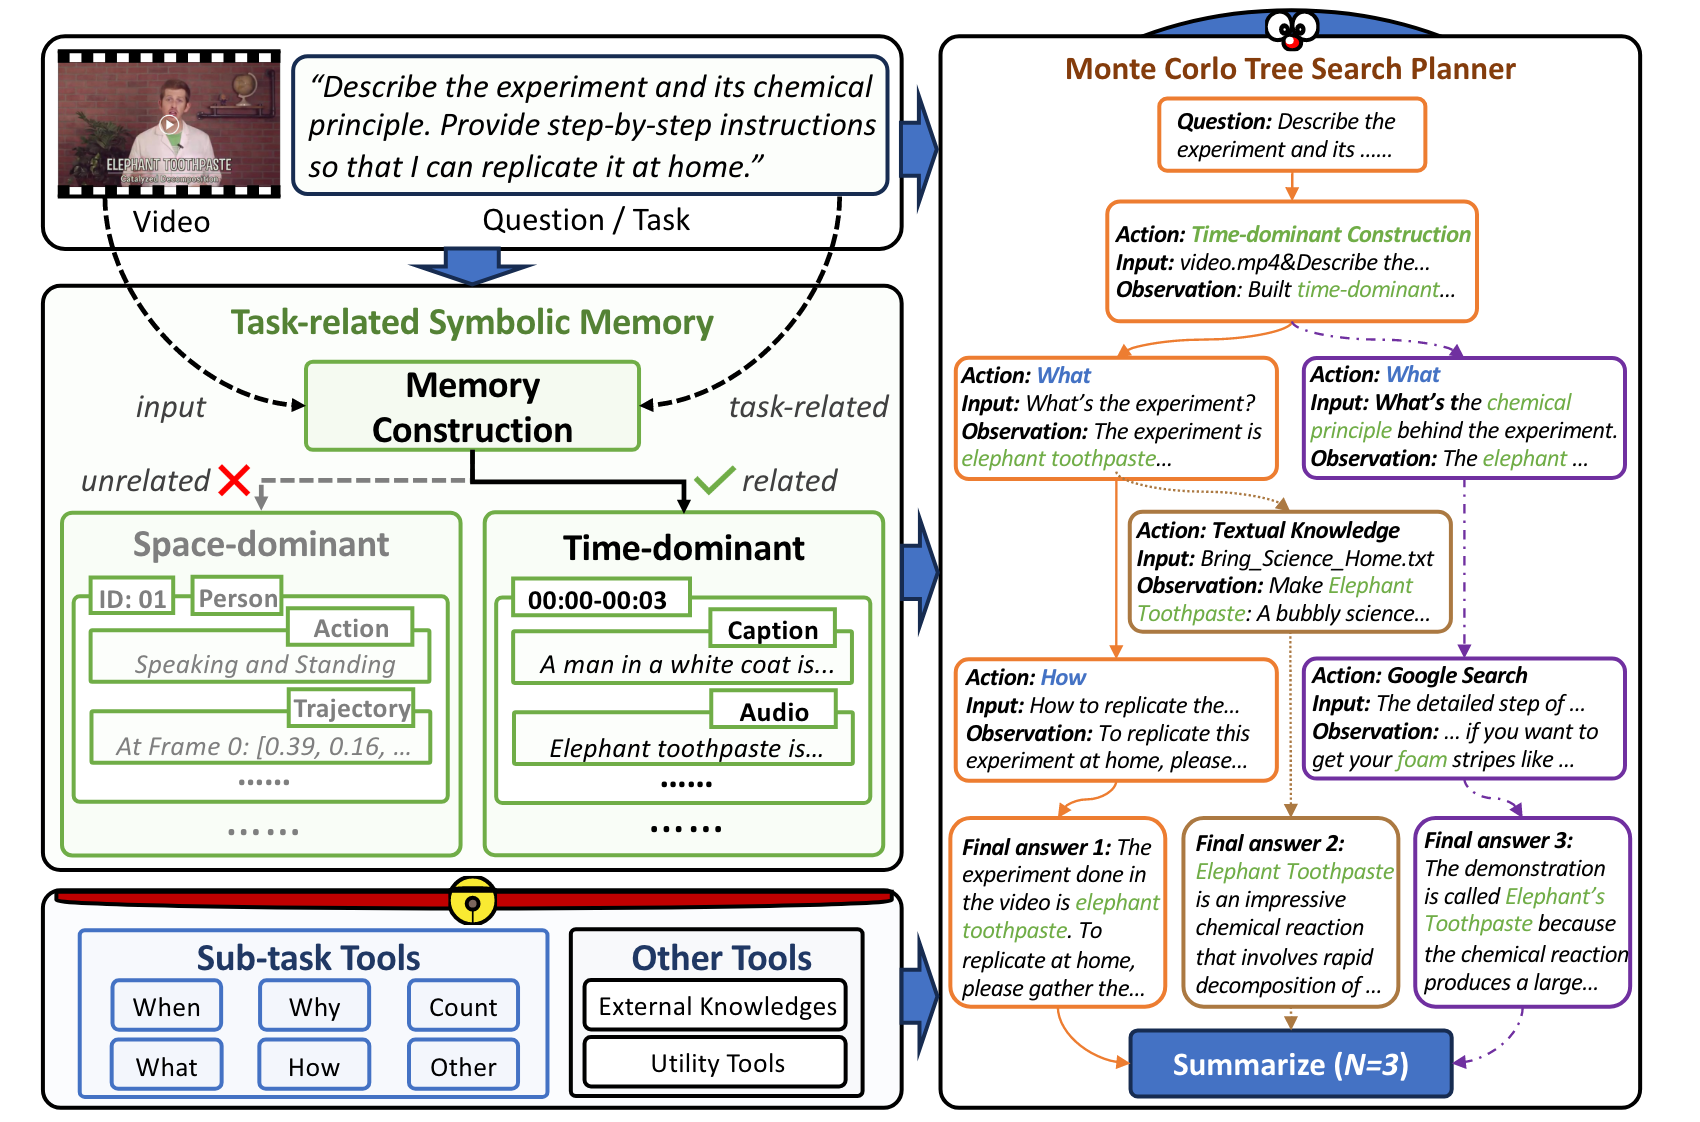 ELEPHANT TOOTHPASTE
Catalyzed Decomposition
Video
“Describe the experiment and its chemical
principle. Provide step-by-step instructions
so that I can replicate it at home.”
Question / Task
Task-related Symbolic Memory
Memory
Construction
input
task-related
unrelated
related
Space-dominant
ID: 01
Person
Action
Speaking and Standing
Trajectory
At Frame 0: [0.39, 0.16, ...
......
......
Time-dominant
00:00-00:03
Caption
A man in a white coat is...
Audio
Elephant toothpaste is...
......
......
Sub-task Tools
When
Why
Count
What
How
Other
Other Tools
External Knowledges
Utility Tools
Monte Corlo Tree Search Planner
Question: Describe the
experiment and its ......
Action: Time-dominant Construction
Input: video.mp4&Describe the...
Observation: Built time-dominant...
Action: What
Input: What’s the experiment?
Observation: The experiment is
elephant toothpaste...
Action: What
Input: What’s the chemical
principle behind the experiment.
Observation: The elephant ...
Action: Textual Knowledge
Input: Bring_Science_Home.txt
Observation: Make Elephant
Toothpaste: A bubbly science...
Action: How
Input: How to replicate the...
Observation: To replicate this
experiment at home, please...
Action: Google Search
Input: The detailed step of ...
Observation: ... if you want to
get your foam stripes like ...
Final answer 1: The
experiment done in
the video is elephant
toothpaste. To
replicate at home,
please gather the...
Final answer 2:
Elephant Toothpaste
is an impressive
chemical reaction
that involves rapid
decomposition of ...
Final answer 3:
The demonstration
is called Elephant’s
Toothpaste because
the chemical reaction
produces a large...
Summarize (N=3)